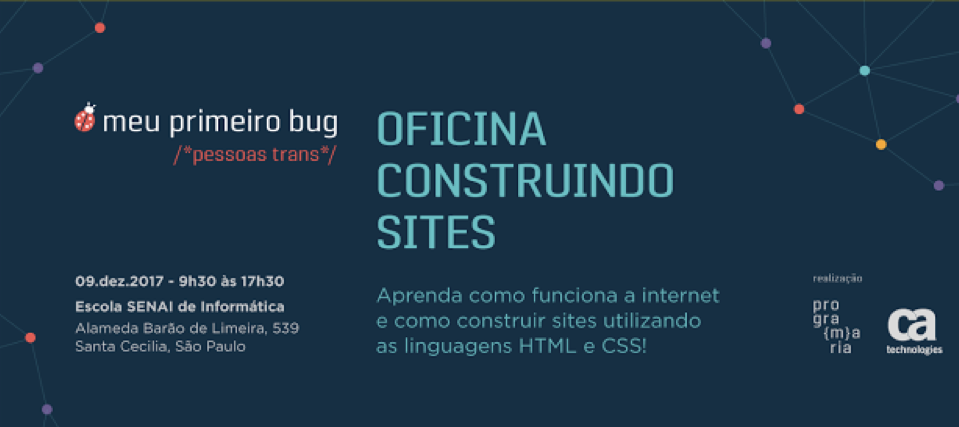 meu primeiro bug
/*pessoas trans*/
OFICINA
CONSTRUINDO
SITES
09.dez.2017 - 9h30 às 17h30
Escola SENAI de Informática
Alameda Barão de Limeira, 539
Santa Cecilia, São Paulo
Aprenda como funciona a internet
e como construir sites utilizando
as linguagens HTML e CSS!
realização
pro
gra
{m}a
ria
ca
technologies